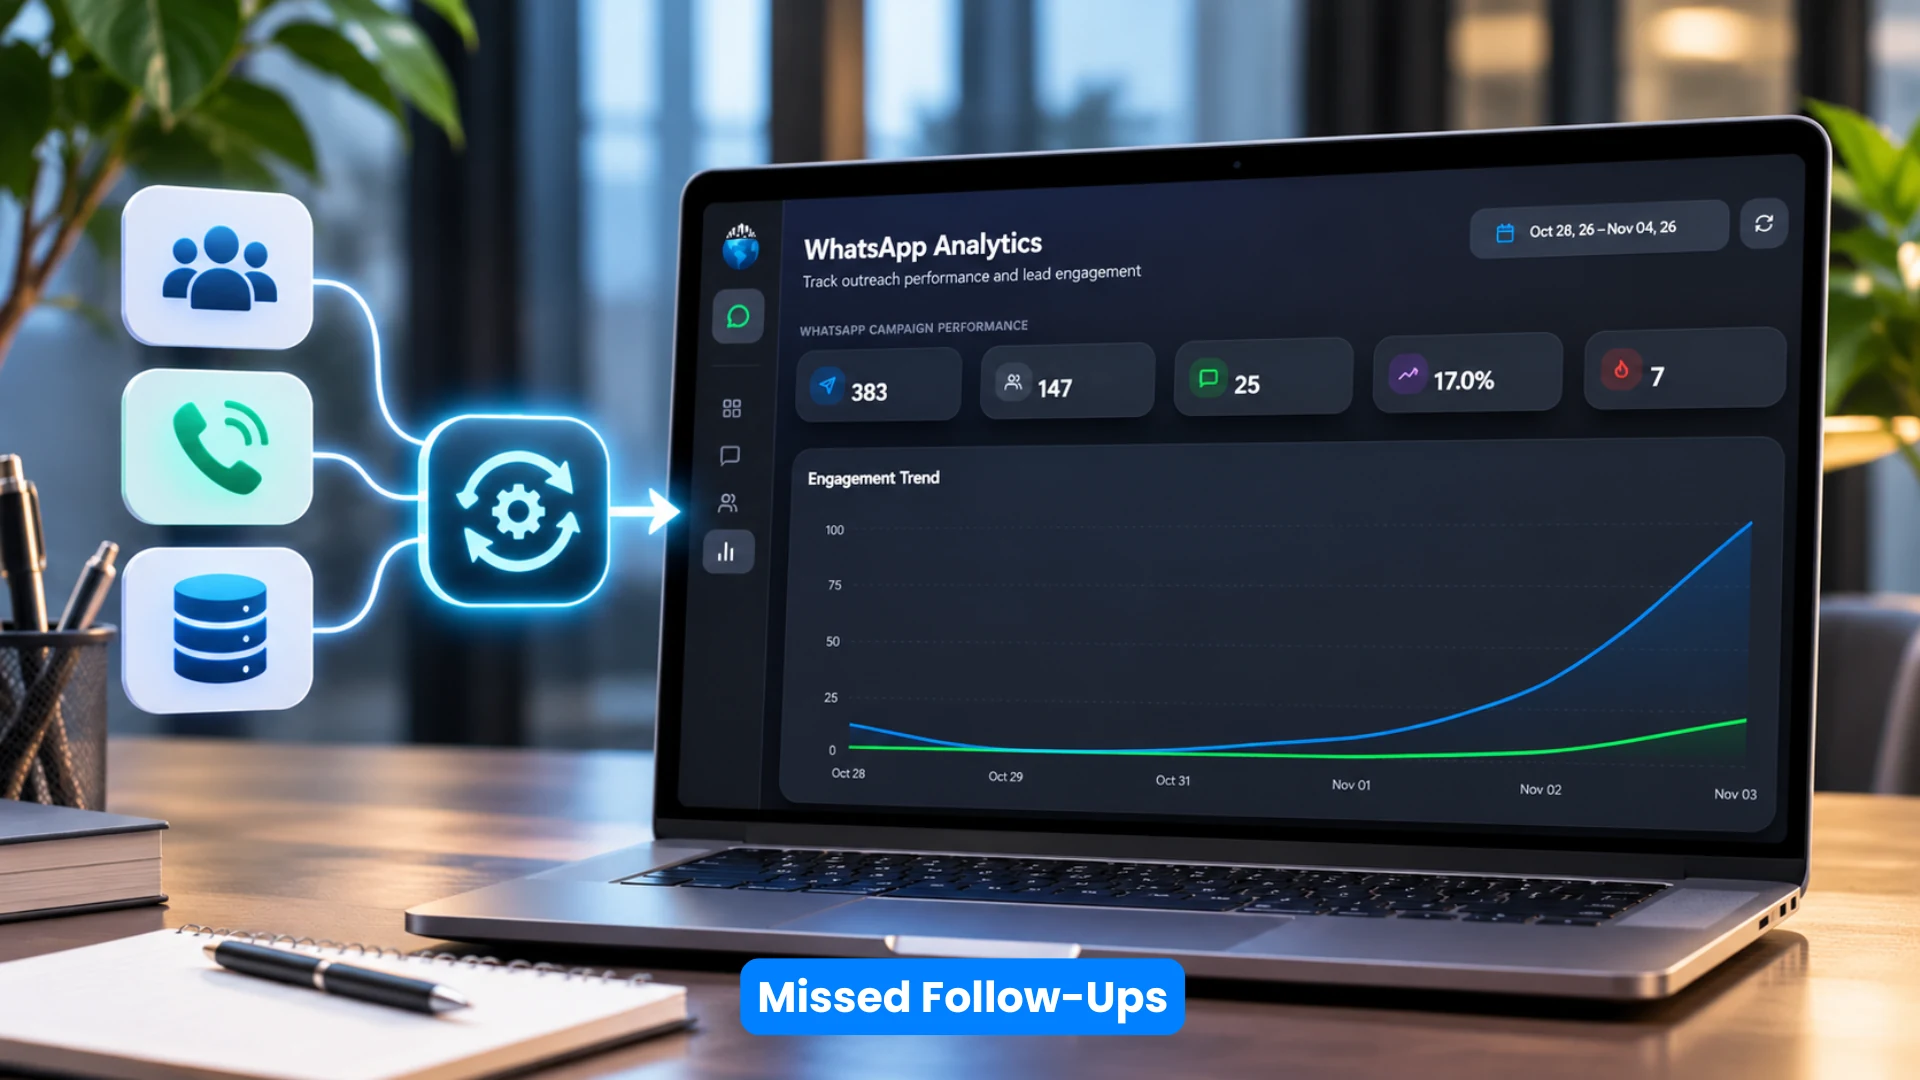 WhatsApp Analytics
Track outreach performance and lead engagement
Oct 28, 26 – Nov 04, 26
WHATSAPP CAMPAIGN PERFORMANCE
383
147
25
17.0%
7
Engagement Trend
100
75
50
25
0
Oct 28
Oct 29
Oct 31
Nov 01
Nov 02
Nov 03
Missed Follow-Ups